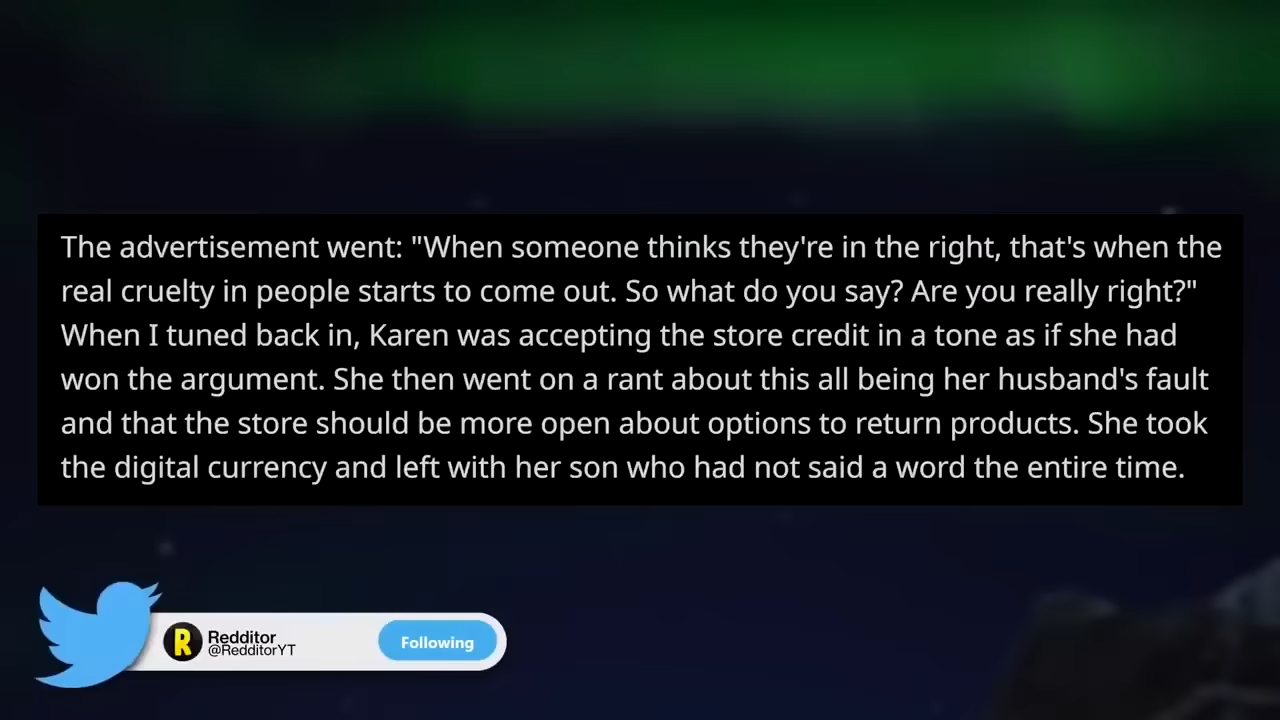 The advertisement went: "When someone thinks they're in the right, that's when the
real cruelty in people starts to come out. So what do you say? Are you really right?"
When I tuned back in, Karen was accepting the store credit in a tone as if she had
won the argument. She then went on a rant about this all being her husband's fault
and that the store should be more open about options to return products. She took
the digital currency and left with her son who had not said a word the entire time.
R
Redditor
@RedditorYT
Following